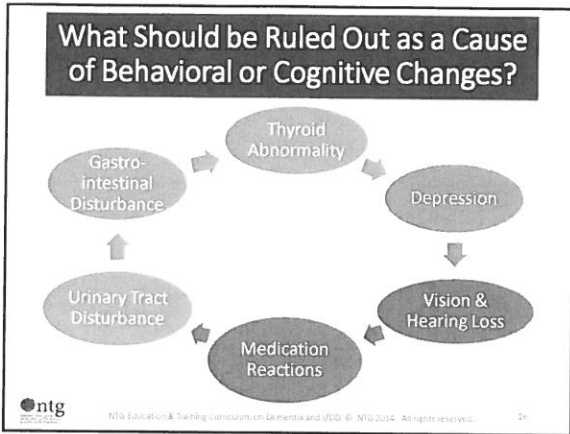 What Should be Ruled Out as a Cause
of Behavioral or Cognitive Changes?
Thyroid
Abnormality
Gastro-
intestinal
Disturbance
Depression
Urinary Tract
Disturbance
Vision &
Hearing Loss
Medication
Reactions
ntg
NTG Education & Training Curriculum on Dementia and I/DD. © NTG 2014. All rights reserved.